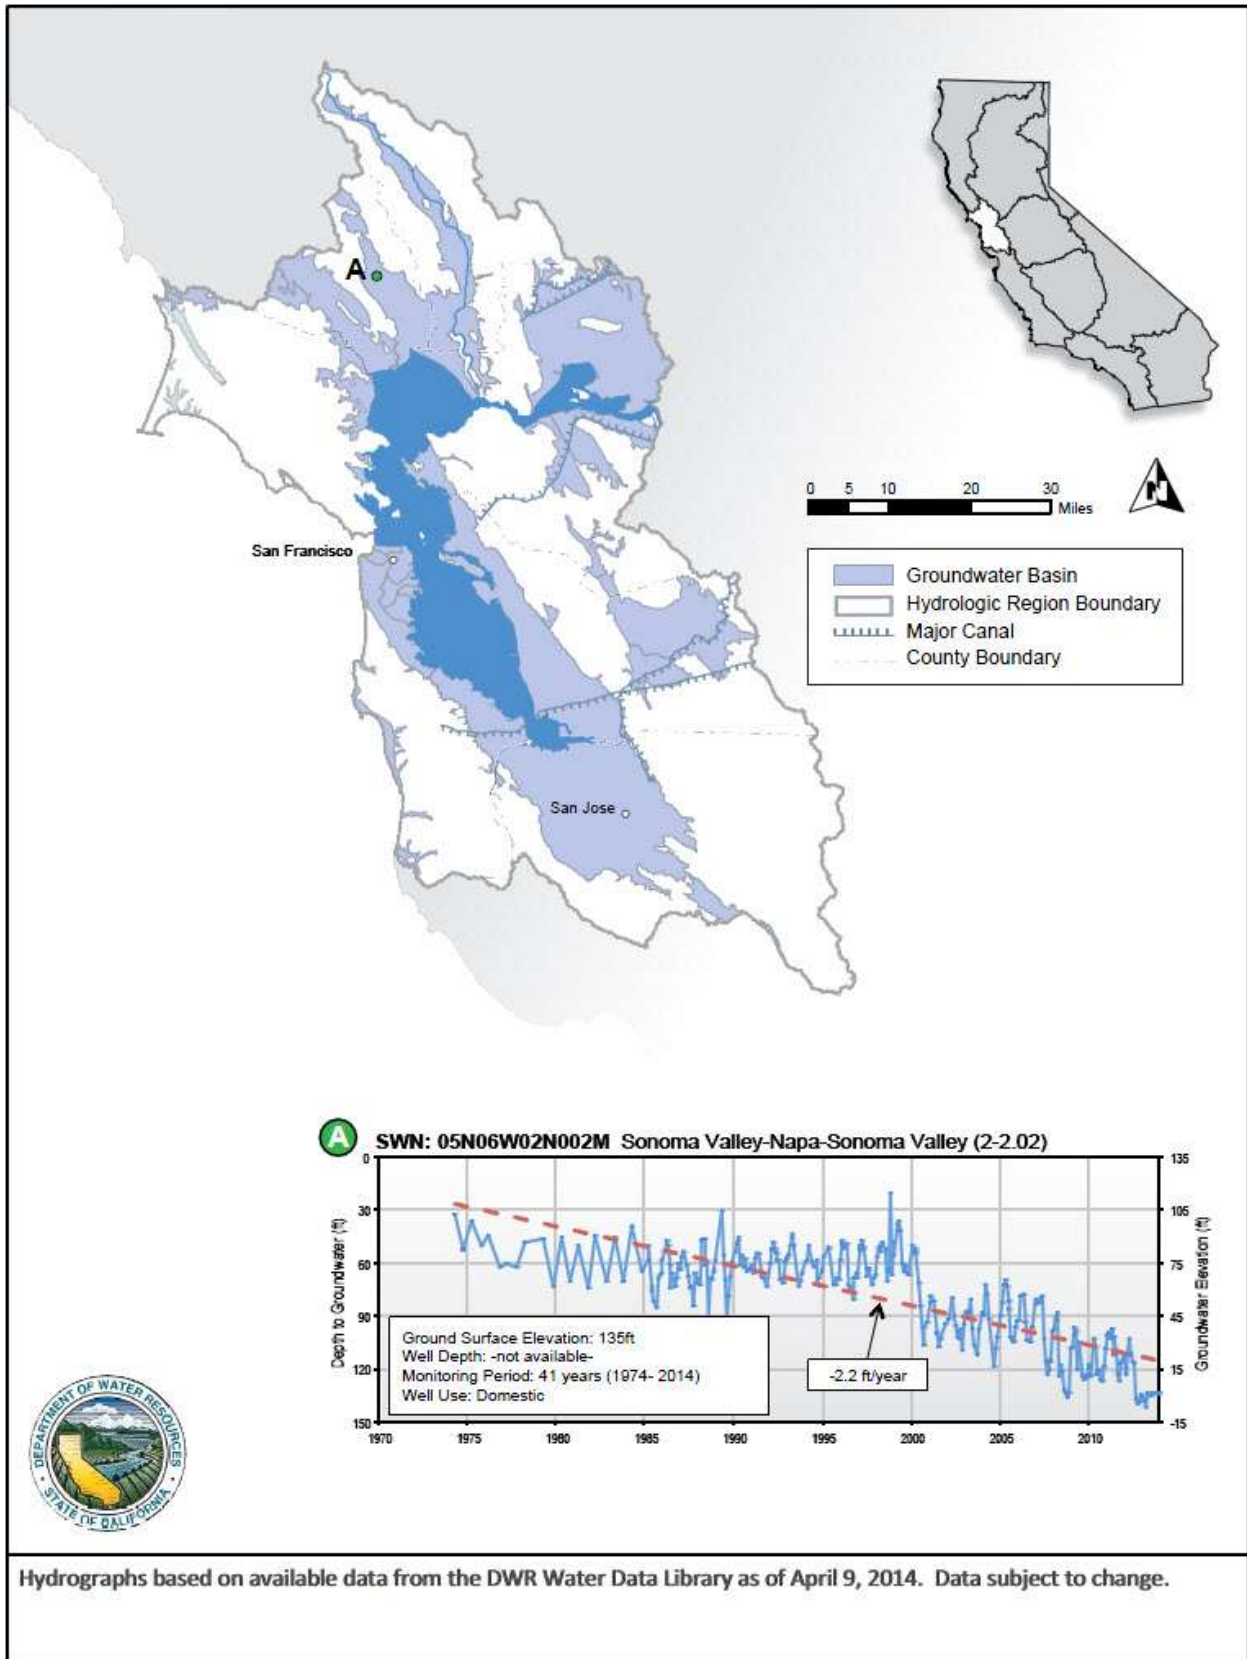 A
San Francisco
San Jose
0 5 10 20 30
Miles
N
Groundwater Basin
Hydrologic Region Boundary
Major Canal
County Boundary
A SWN: 05N06W02N002M Sonoma Valley-Napa-Sonoma Valley (2-2.02)
Depth to Groundwater (ft)
0
30
60
90
120
150
Ground Surface Elevation: 135ft
Well Depth: -not available-
Monitoring Period: 41 years (1974- 2014)
Well Use: Domestic
-2.2 ft/year
135
105
75
45
15
-15
Groundwater Elevation (ft)
1970 1975 1980 1985 1990 1995 2000 2005 2010
DEPARTMENT OF WATER RESOURCES
STATE OF CALIFORNIA
Hydrographs based on available data from the DWR Water Data Library as of April 9, 2014. Data subject to change.